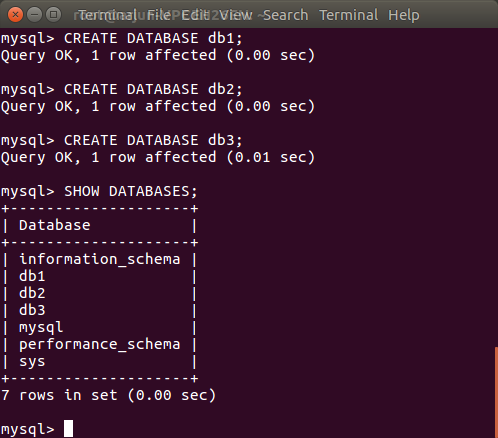 Terminal File Edit View Search Terminal Help
mysql> CREATE DATABASE db1;
Query OK, 1 row affected (0.00 sec)
mysql> CREATE DATABASE db2;
Query OK, 1 row affected (0.00 sec)
mysql> CREATE DATABASE db3;
Query OK, 1 row affected (0.01 sec)
mysql> SHOW DATABASES;
+--------------------+
| Database           |
+--------------------+
| information_schema |
| db1                |
| db2                |
| db3                |
| mysql              |
| performance_schema |
| sys                |
+--------------------+
7 rows in set (0.00 sec)
mysql>